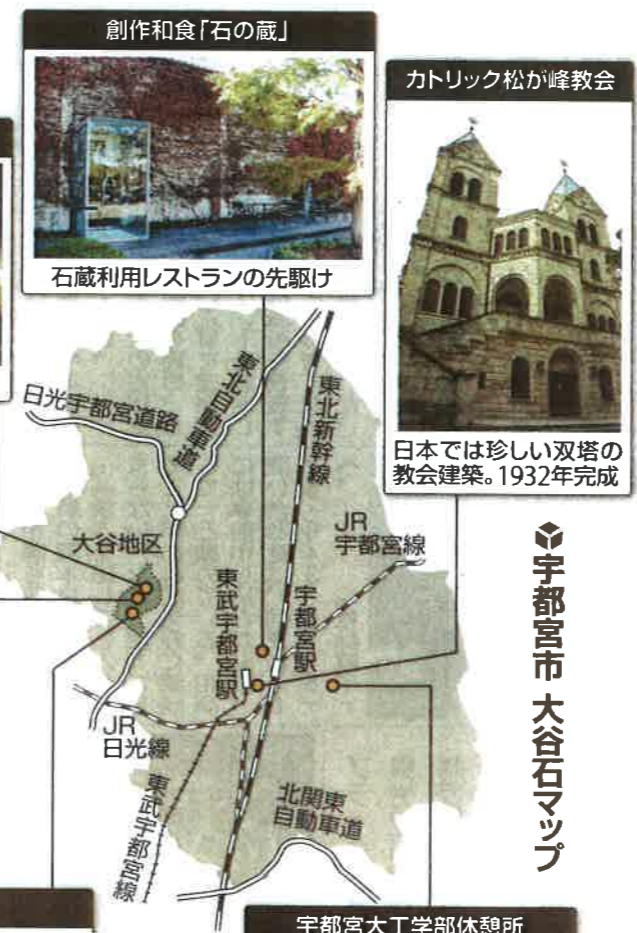 創作和食「石の蔵」
石蔵利用レストランの先駆け
カトリック松が峰教会
日本では珍しい双塔の
教会建築。1932年完成
宇都宮市 大谷石マップ
日光宇都宮道路
東北自動車道
東北新幹線
大谷地区
JR
宇都宮線
東武宇都宮駅
宇都宮駅
JR
日光線
東武宇都宮線
北関東
自動車道
宇都宮大工学部休憩所